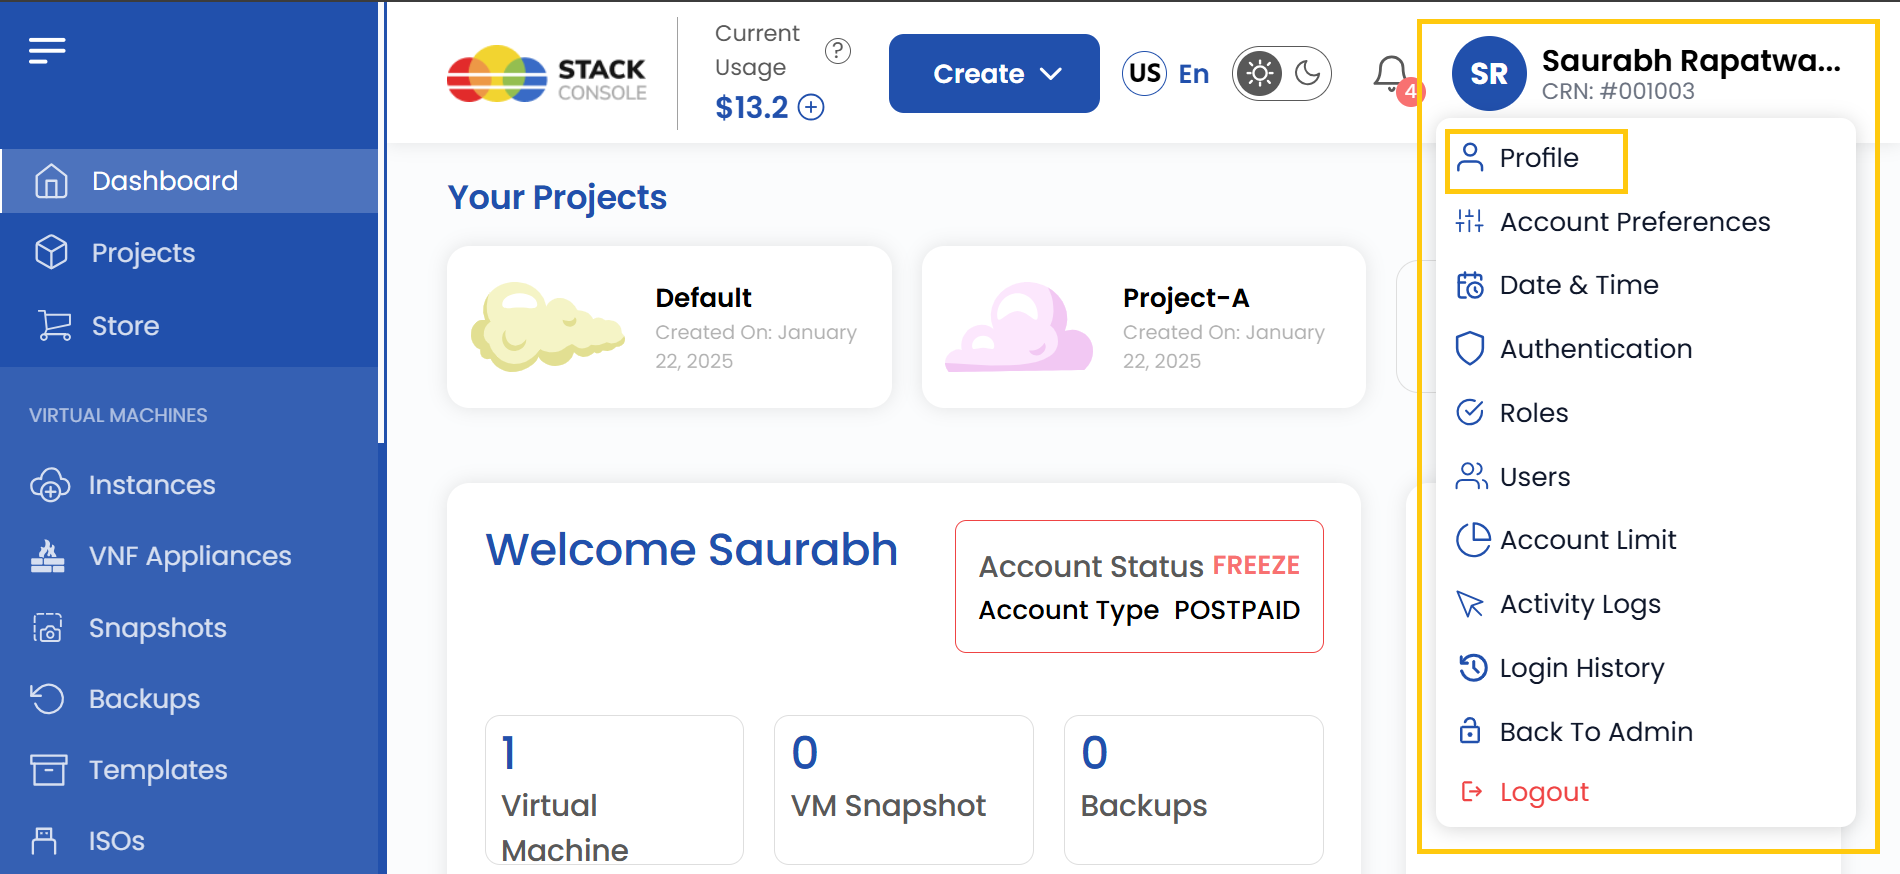 Dashboard
Projects
Store
VIRTUAL MACHINES
Instances
VNF Appliances
Snapshots
Backups
Templates
ISOs
STACK
CONSOLE
Current
Usage
?
$13.2
Create
US En
4
SR
Saurabh Rapatwa...
CRN: #001003
Profile
Account Preferences
Date & Time
Authentication
Roles
Users
Account Limit
Activity Logs
Login History
Back To Admin
Logout
Your Projects
Default
Created On: January
22, 2025
Project-A
Created On: January
22, 2025
Welcome Saurabh
Account Status FREEZE
Account Type POSTPAID
1
Virtual
Machine
0
VM Snapshot
0
Backups